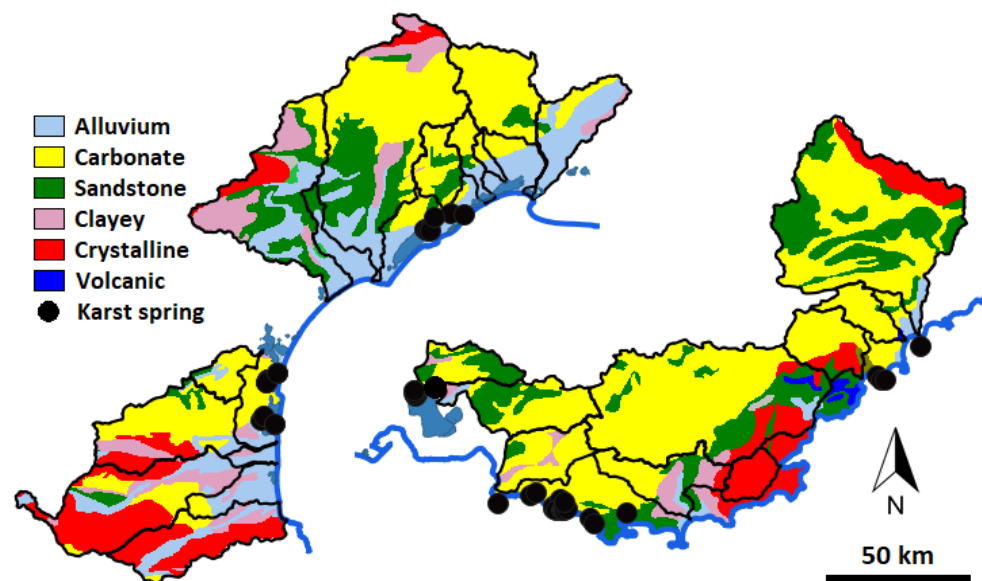 Alluvium
Carbonate
Sandstone
Clayey
Crystalline
Volcanic
Karst spring
N
50 km